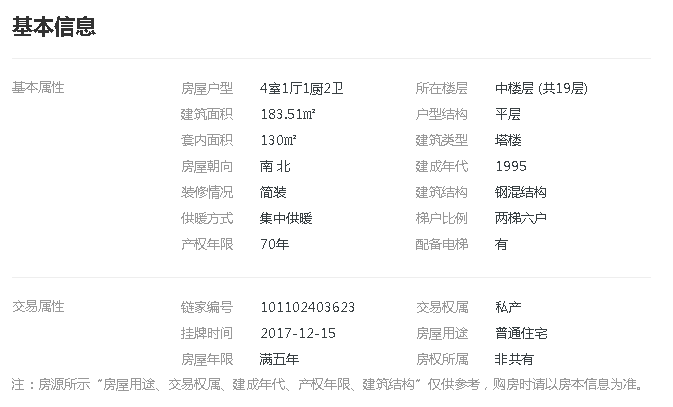 基本信息
基本属性 房屋户型 4室1厅1厨2卫 所在楼层 中楼层 (共19层)
建筑面积 183.51㎡ 户型结构 平层
套内面积 130㎡ 建筑类型 塔楼
房屋朝向 南 北 建成年代 1995
装修情况 简装 建筑结构 钢混结构
供暖方式 集中供暖 梯户比例 两梯六户
产权年限 70年 配备电梯 有
交易属性 链家编号 101102403623 交易权属 私产
挂牌时间 2017-12-15 房屋用途 普通住宅
房屋年限 满五年 房权所属 非共有
注：房源所示“房屋用途、交易权属、建成年代、产权年限、建筑结构”仅供参考，购房时请以房本信息为准。